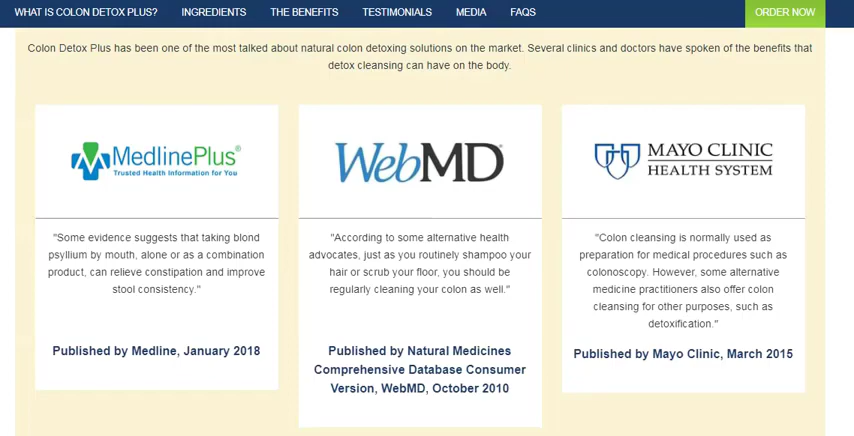 WHAT IS COLON DETOX PLUS? INGREDIENTS THE BENEFITS TESTIMONIALS MEDIA FAQS ORDER NOW
Colon Detox Plus has been one of the most talked about natural colon detoxing solutions on the market. Several clinics and doctors have spoken of the benefits that
detox cleansing can have on the body.
MedlinePlus®
Trusted Health Information for You
"Some evidence suggests that taking blond
psyllium by mouth, alone or as a combination
product, can relieve constipation and improve
stool consistency."
Published by Medline, January 2018
WebMD
"According to some alternative health
advocates, just as you routinely shampoo your
hair or scrub your floor, you should be
regularly cleaning your colon as well."
Published by Natural Medicines
Comprehensive Database Consumer
Version, WebMD, October 2010
MAYO CLINIC
HEALTH SYSTEM
"Colon cleansing is normally used as
preparation for medical procedures such as
colonoscopy. However, some alternative
medicine practitioners also offer colon
cleansing for other purposes, such as
detoxification."
Published by Mayo Clinic, March 2015